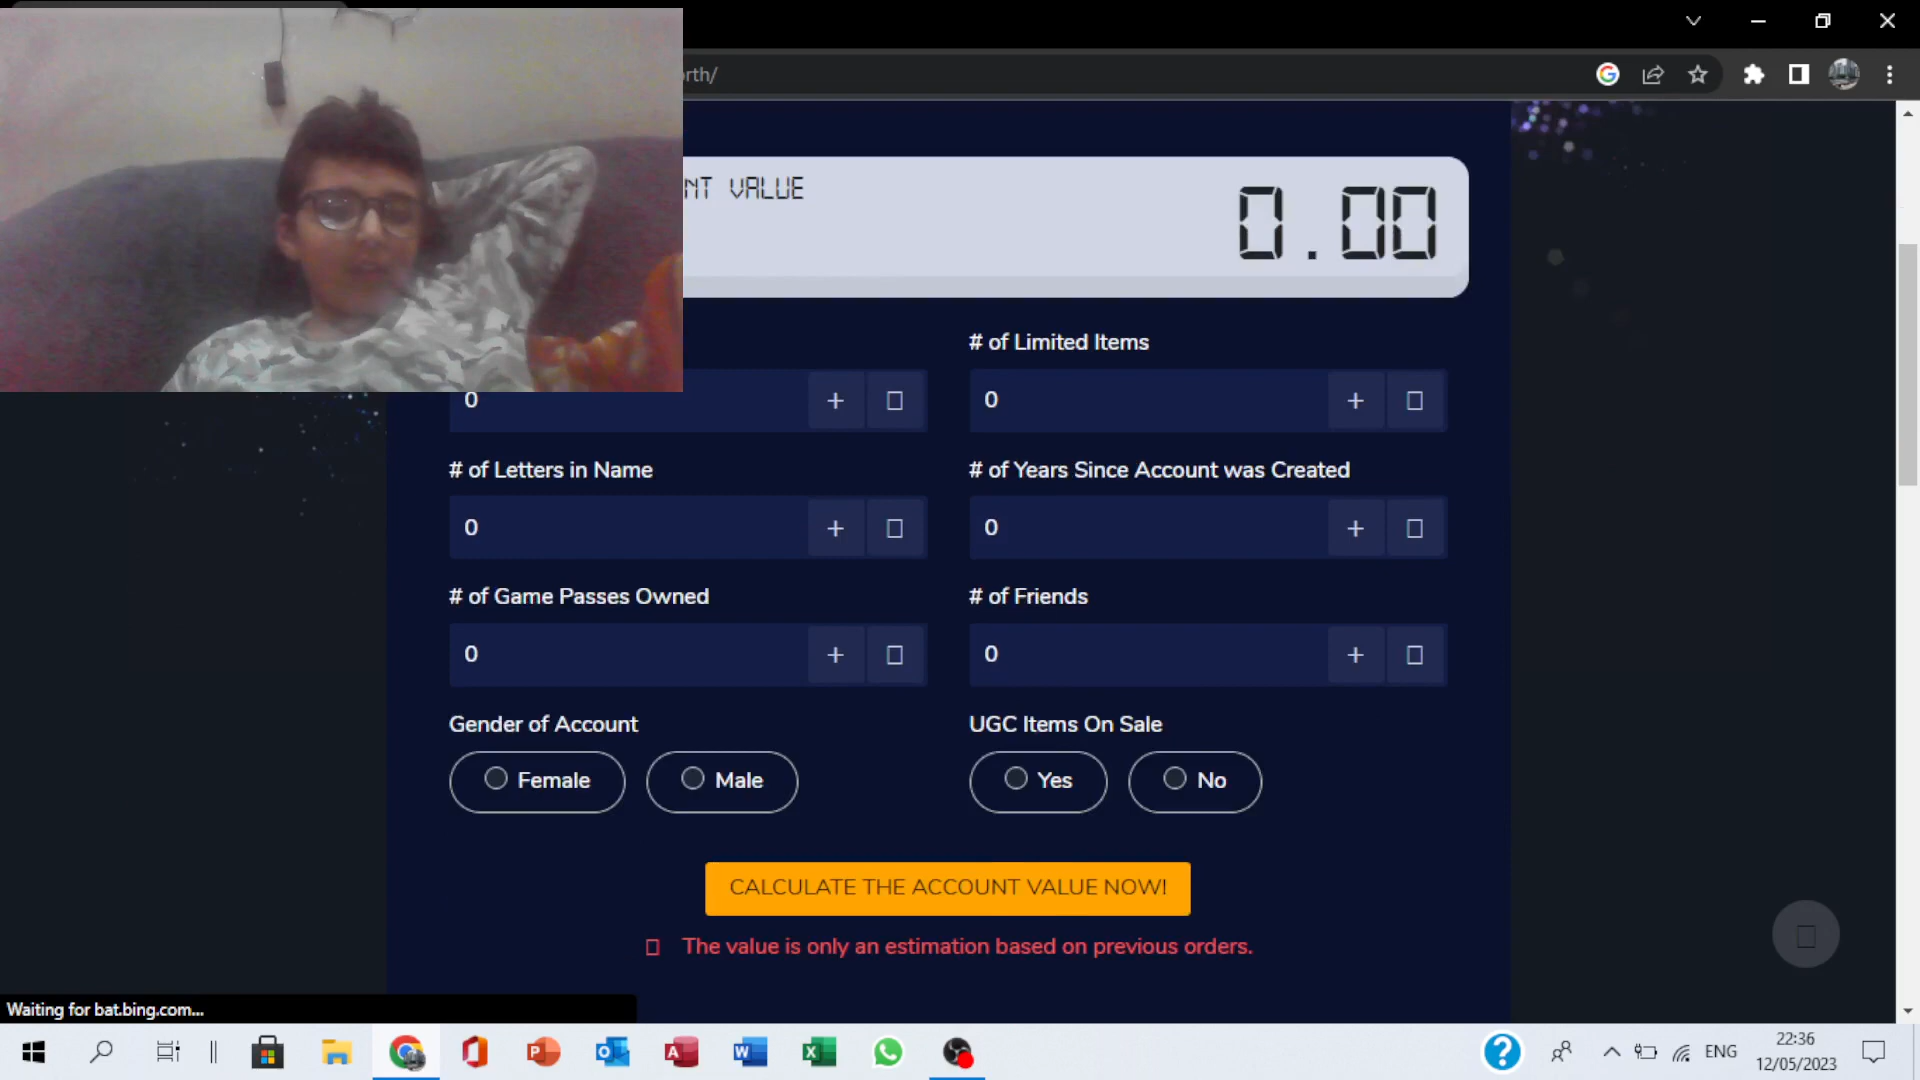 rth/
NT VALUE
0.00
# of Limited Items
0 +
0 +
# of Letters in Name
# of Years Since Account was Created
0 +
0 +
# of Game Passes Owned
# of Friends
0 +
0 +
Gender of Account
UGC Items On Sale
Female
Male
Yes
No
CALCULATE THE ACCOUNT VALUE NOW!
The value is only an estimation based on previous orders.
Waiting for bat.bing.com...
ENG
22:36
12/05/2023